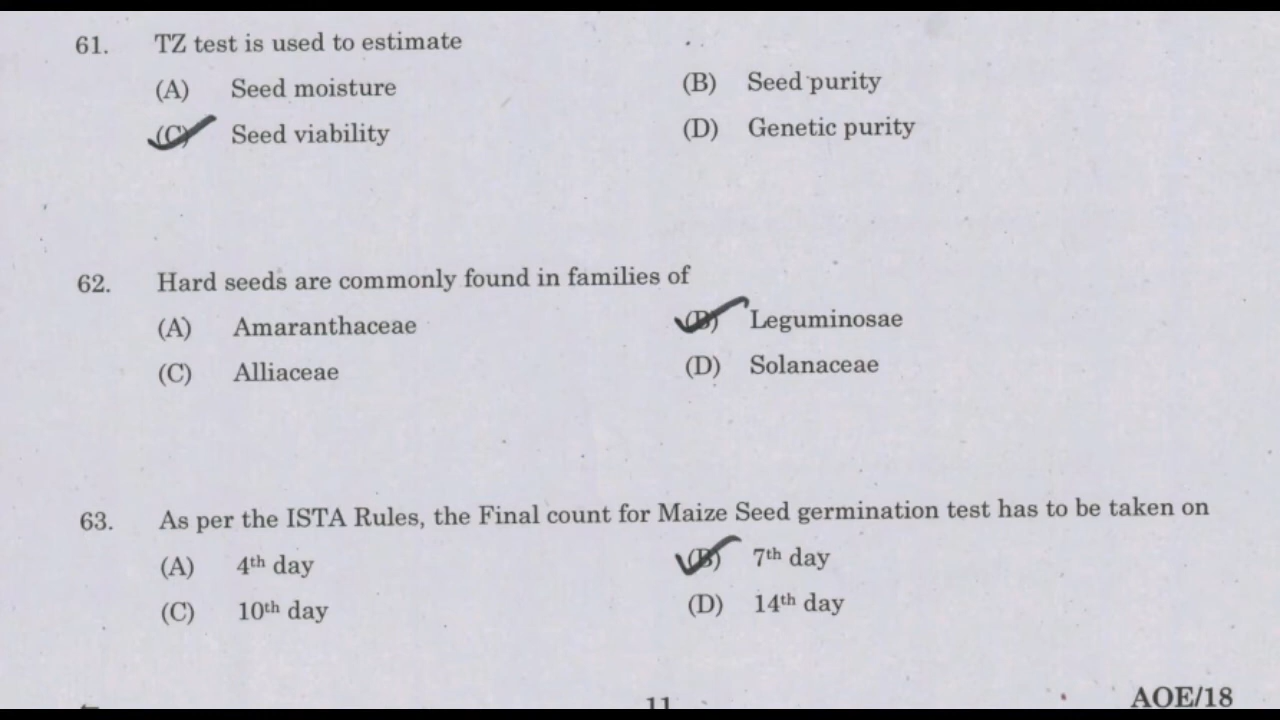 61. TZ test is used to estimate
(A) Seed moisture (B) Seed purity
(C) Seed viability (D) Genetic purity
62. Hard seeds are commonly found in families of
(A) Amaranthaceae (B) Leguminosae
(C) Alliaceae (D) Solanaceae
63. As per the ISTA Rules, the Final count for Maize Seed germination test has to be taken on
(A) 4th day (B) 7th day
(C) 10th day (D) 14th day
11 AOE/18